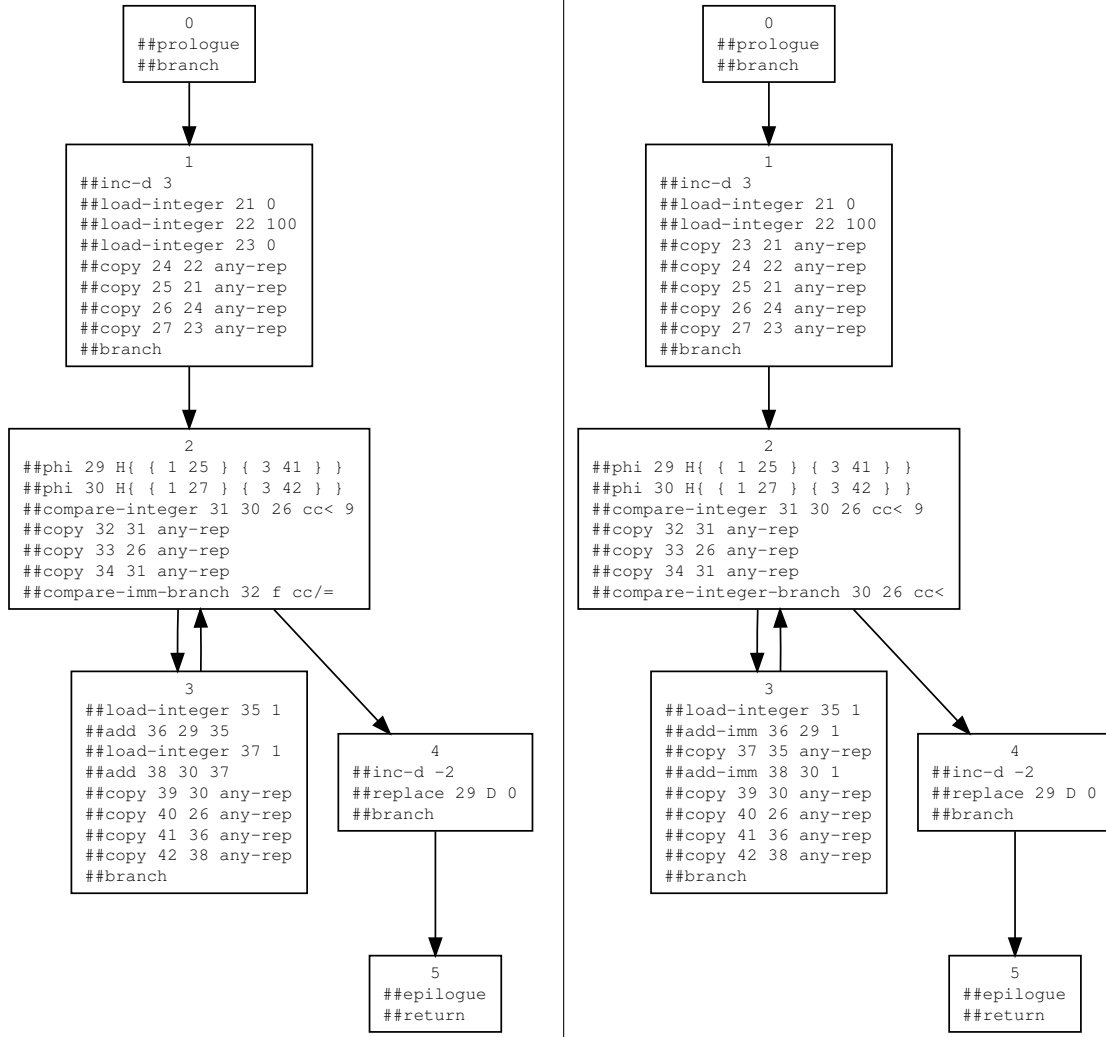 0
##prologue
##branch
1
##inc-d 3
##load-integer 21 0
##load-integer 22 100
##load-integer 23 0
##copy 24 22 any-rep
##copy 25 21 any-rep
##copy 26 24 any-rep
##copy 27 23 any-rep
##branch
2
##phi 29 H{ { 1 25 } { 3 41 } }
##phi 30 H{ { 1 27 } { 3 42 } }
##compare-integer 31 30 26 cc< 9
##copy 32 31 any-rep
##copy 33 26 any-rep
##copy 34 31 any-rep
##compare-imm-branch 32 f cc/=
3
##load-integer 35 1
##add 36 29 35
##load-integer 37 1
##add 38 30 37
##copy 39 30 any-rep
##copy 40 26 any-rep
##copy 41 36 any-rep
##copy 42 38 any-rep
##branch
4
##inc-d -2
##replace 29 D 0
##branch
5
##epilogue
##return
0
##prologue
##branch
1
##inc-d 3
##load-integer 21 0
##load-integer 22 100
##copy 23 21 any-rep
##copy 24 22 any-rep
##copy 25 21 any-rep
##copy 26 24 any-rep
##copy 27 23 any-rep
##branch
2
##phi 29 H{ { 1 25 } { 3 41 } }
##phi 30 H{ { 1 27 } { 3 42 } }
##compare-integer 31 30 26 cc< 9
##copy 32 31 any-rep
##copy 33 26 any-rep
##copy 34 31 any-rep
##compare-integer-branch 30 26 cc<
3
##load-integer 35 1
##add-imm 36 29 1
##copy 37 35 any-rep
##add-imm 38 30 1
##copy 39 30 any-rep
##copy 40 26 any-rep
##copy 41 36 any-rep
##copy 42 38 any-rep
##branch
4
##inc-d -2
##replace 29 D 0
##branch
5
##epilogue
##return